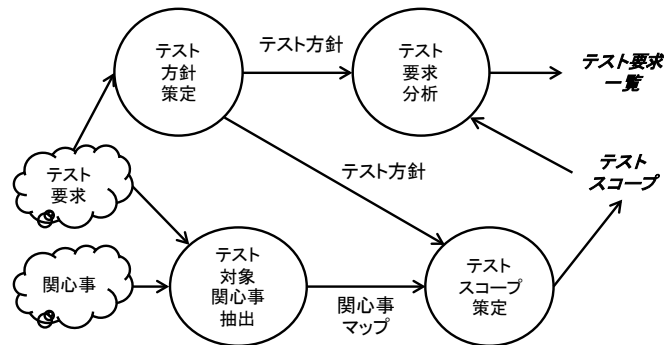 テスト
方針
策定
テスト方針
テスト
要求
分析
テスト要求
一覧
テスト
要求
テスト方針
テスト
スコープ
関心事
テスト
対象
関心事
抽出
関心事
マップ
テスト
スコープ
策定